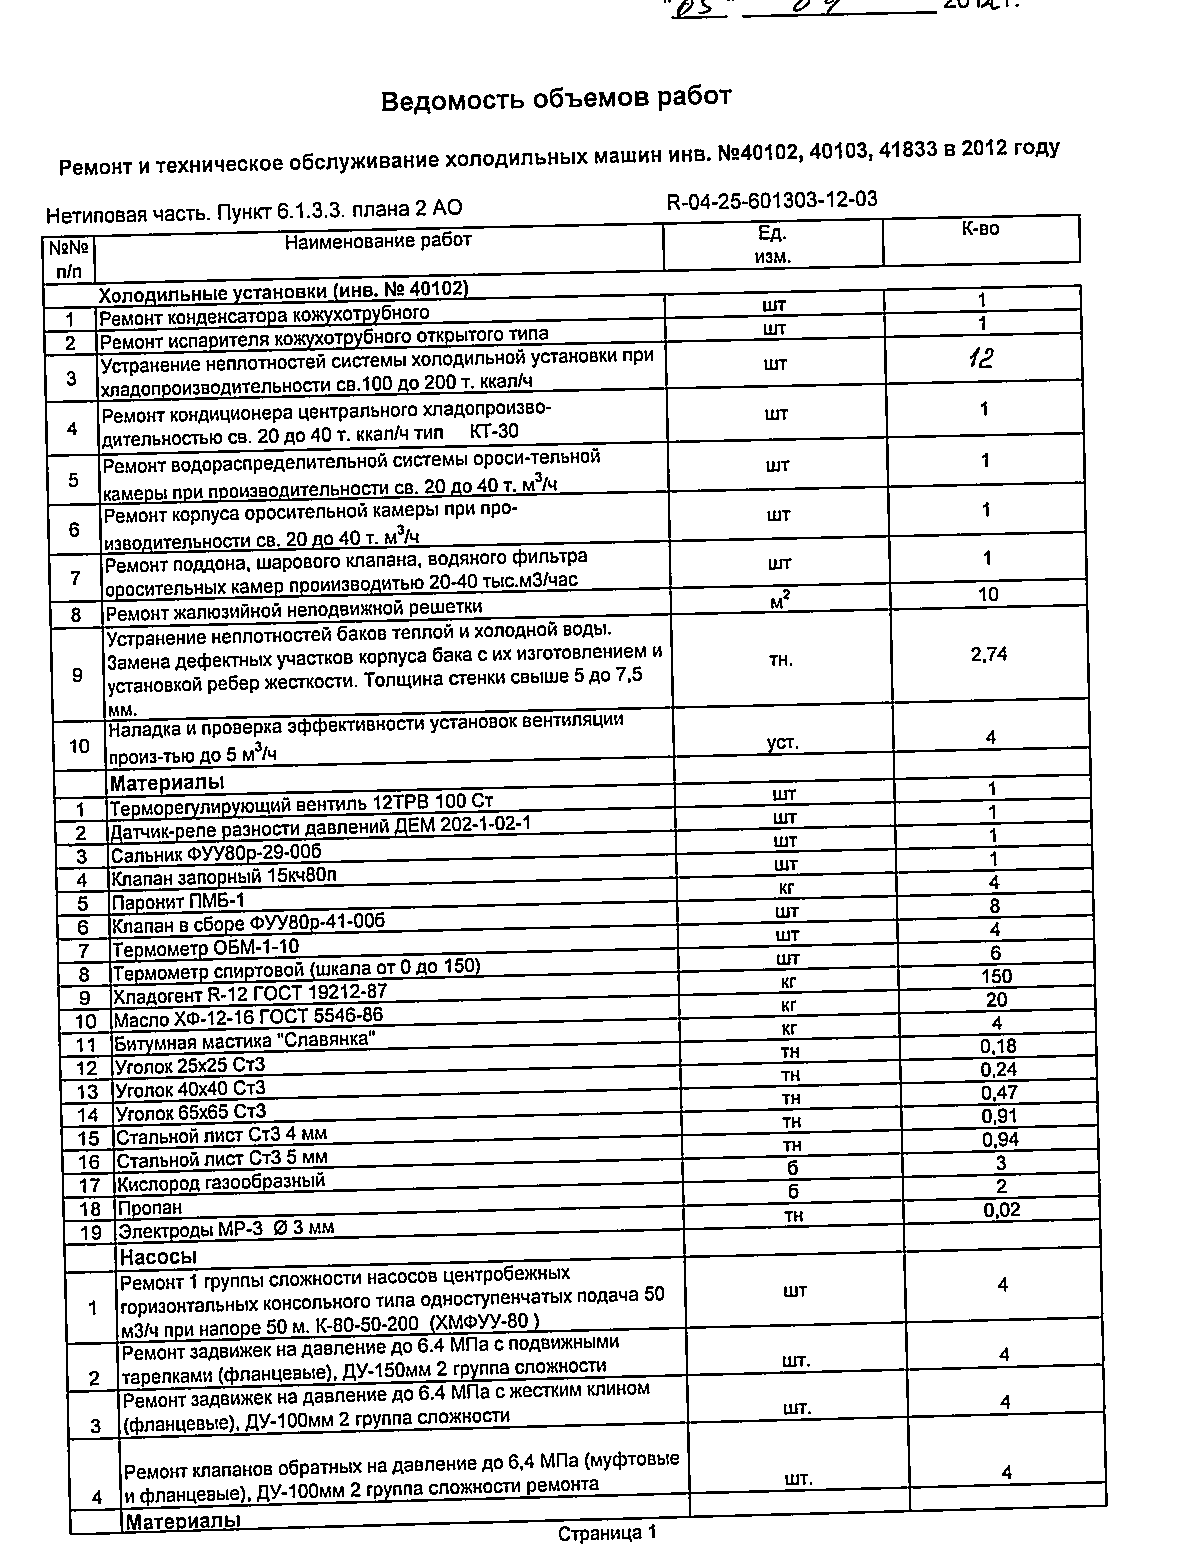 "05" 04 2012 г.
Ведомость объемов работ
Ремонт и техническое обслуживание холодильных машин инв. №40102, 40103, 41833 в 2012 году
Нетиповая часть. Пункт 6.1.3.3. плана 2 АО R-04-25-601303-12-03
№№ п/п Наименование работ Ед. изм. К-во
Холодильные установки (инв. № 40102)
1 Ремонт конденсатора кожухотрубного шт 1
2 Ремонт испарителя кожухотрубного открытого типа шт 1
3 Устранение неплотностей системы холодильной установки при
хладопроизводительности св.100 до 200 т. ккал/ч шт 12
4 Ремонт кондиционера центрального хладопроизво-
дительностью св. 20 до 40 т. ккал/ч тип КТ-30 шт 1
5 Ремонт водораспределительной системы ороси-тельной
камеры при производительности св. 20 до 40 т. м³/ч шт 1
6 Ремонт корпуса оросительной камеры при про-
изводительности св. 20 до 40 т. м³/ч шт 1
7 Ремонт поддона, шарового клапана, водяного фильтра
оросительных камер проиизводитью 20-40 тыс.м3/час шт 1
8 Ремонт жалюзийной неподвижной решетки м² 10
9 Устранение неплотностей баков теплой и холодной воды.
Замена дефектных участков корпуса бака с их изготовлением и
установкой ребер жесткости. Толщина стенки свыше 5 до 7,5
мм. тн. 2,74
10 Наладка и проверка эффективности установок вентиляции
произ-тью до 5 м³/ч уст. 4
Материалы
1 Терморегулирующий вентиль 12ТРВ 100 Ст шт 1
2 Датчик-реле разности давлений ДЕМ 202-1-02-1 шт 1
3 Сальник ФУУ80р-29-00б шт 1
4 Клапан запорный 15кч80п шт 1
5 Паронит ПМБ-1 кг 4
6 Клапан в сборе ФУУ80р-41-00б шт 8
7 Термометр ОБМ-1-10 шт 4
8 Термометр спиртовой (шкала от 0 до 150) шт 6
9 Хладогент R-12 ГОСТ 19212-87 кг 150
10 Масло ХФ-12-16 ГОСТ 5546-86 кг 20
11 Битумная мастика "Славянка" кг 4
12 Уголок 25х25 Ст3 тн 0,18
13 Уголок 40х40 Ст3 тн 0,24
14 Уголок 65х65 Ст3 тн 0,47
15 Стальной лист Ст3 4 мм тн 0,91
16 Стальной лист Ст3 5 мм тн 0,94
17 Кислород газообразный б 3
18 Пропан б 2
19 Электроды МР-3 Ø 3 мм тн 0,02
Насосы
1 Ремонт 1 группы сложности насосов центробежных
горизонтальных консольного типа одноступенчатых подача 50
м3/ч при напоре 50 м. К-80-50-200 (ХМФУУ-80 ) шт 4
2 Ремонт задвижек на давление до 6.4 МПа с подвижными
тарелками (фланцевые), ДУ-150мм 2 группа сложности шт. 4
3 Ремонт задвижек на давление до 6.4 МПа с жестким клином
(фланцевые), ДУ-100мм 2 группа сложности шт. 4
4 Ремонт клапанов обратных на давление до 6,4 МПа (муфтовые
и фланцевые), ДУ-100мм 2 группа сложности ремонта шт. 4
Материалы
Страница 1